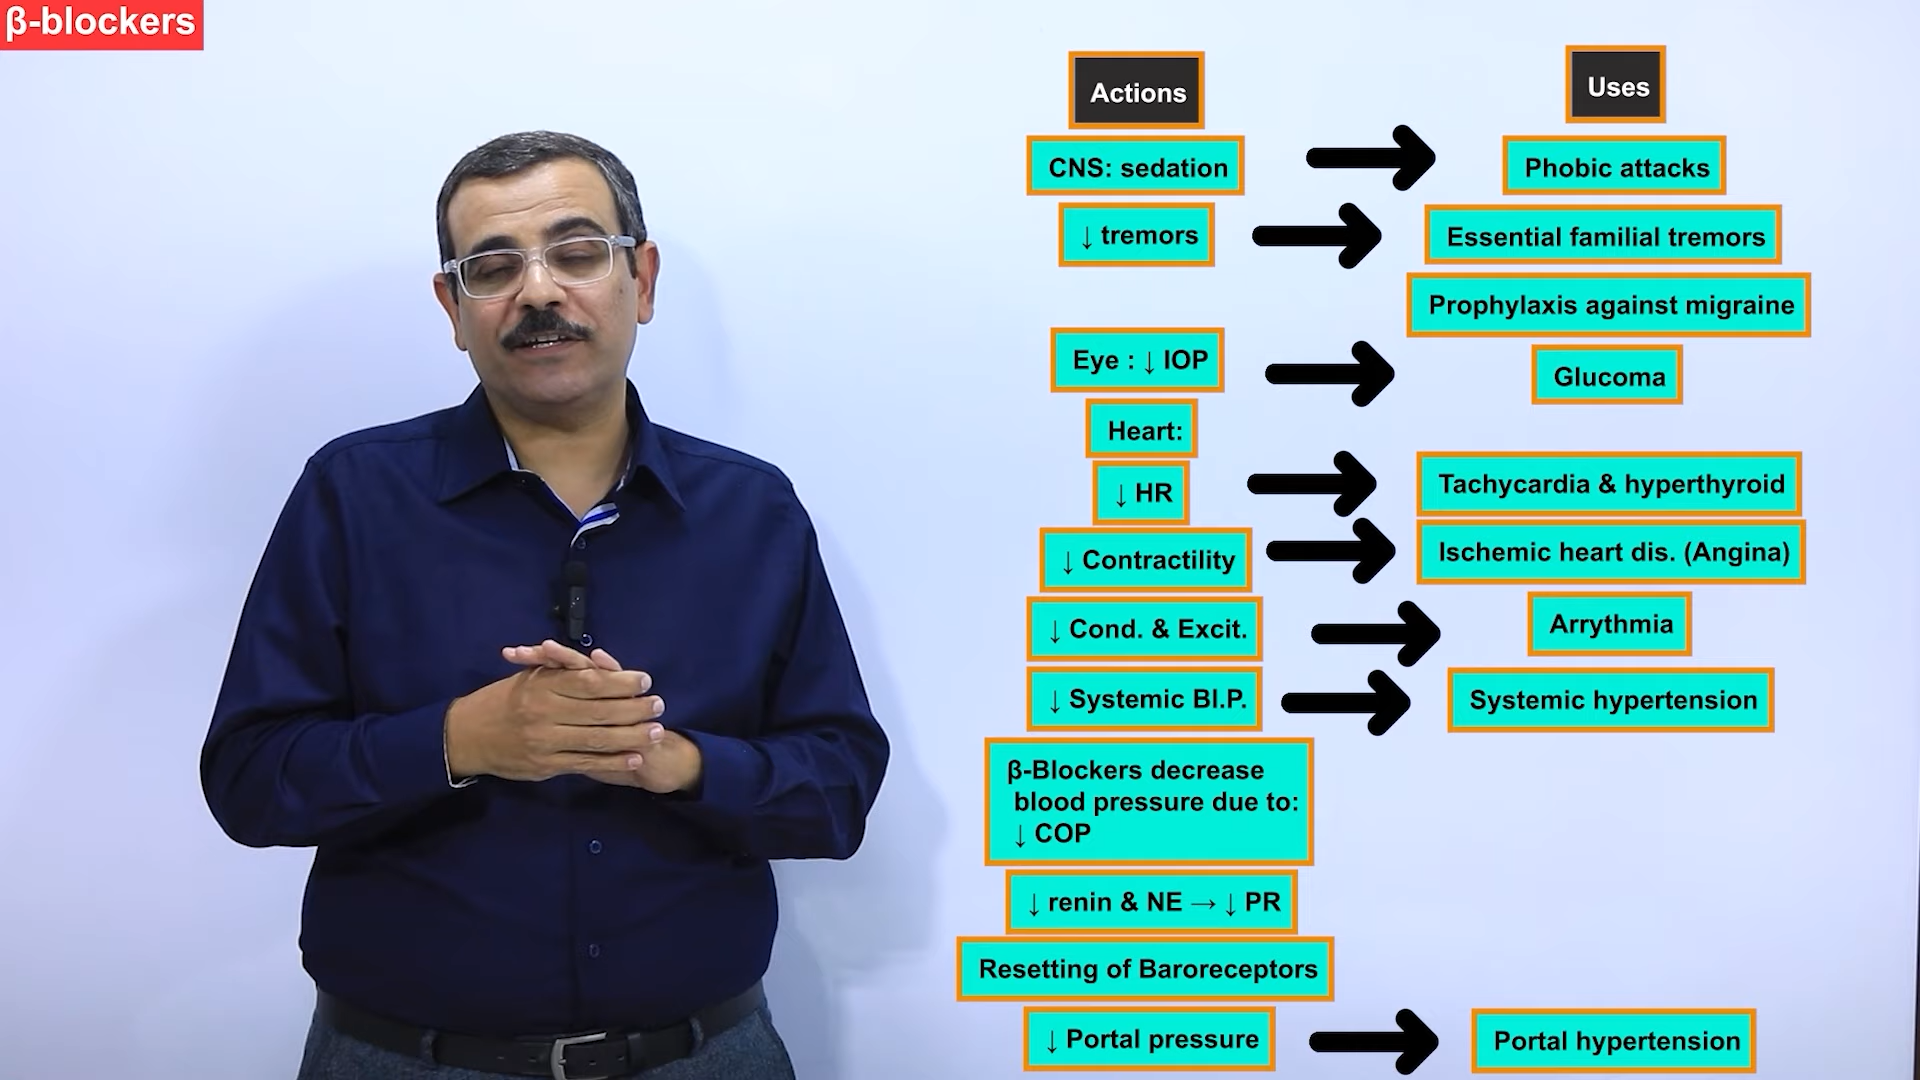 β-blockers
Actions
Uses
CNS: sedation
Phobic attacks
↓ tremors
Essential familial tremors
Prophylaxis against migraine
Eye : ↓ IOP
Glucoma
Heart:
↓ HR
Tachycardia & hyperthyroid
↓ Contractility
Ischemic heart dis. (Angina)
↓ Cond. & Excit.
Arrythmia
↓ Systemic Bl.P.
Systemic hypertension
β-Blockers decrease
blood pressure due to:
↓ COP
↓ renin & NE → ↓ PR
Resetting of Baroreceptors
↓ Portal pressure
Portal hypertension